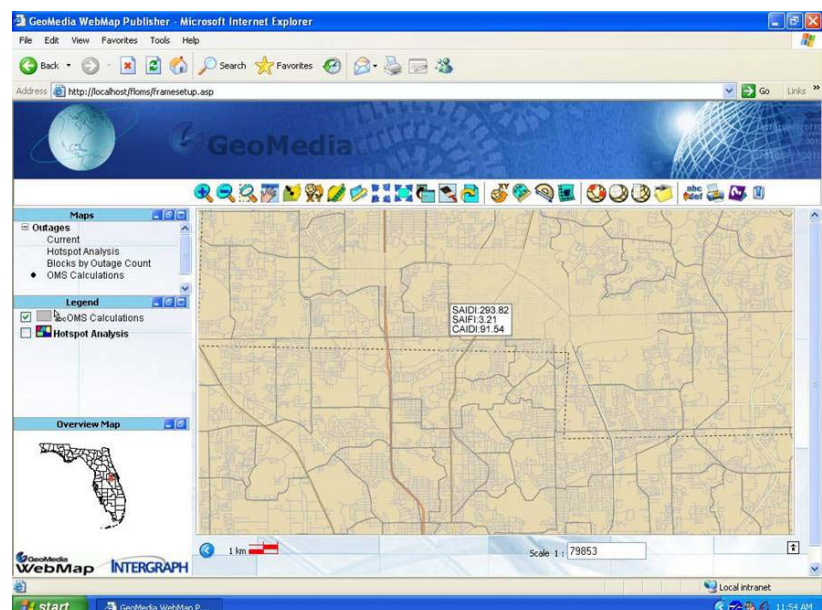 GeoMedia WebMap Publisher - Microsoft Internet Explorer
File Edit View Favorites Tools Help
Back Search Favorites
Address http://localhost/floms/framesetup.asp Go Links »
GeoMedia
abc def
Maps
Outages
Current
Hotspot Analysis
Blocks by Outage Count
OMS Calculations
Legend
OMS Calculations
Hotspot Analysis
SAIDI:293.82
SAIFI:3.21
CAIDI:91.54
Overview Map
GeoMedia
WebMap INTERGRAPH
1 km
Scale 1 : 79853
Local intranet
start GeoMedia WebMap P... 11:54 AM